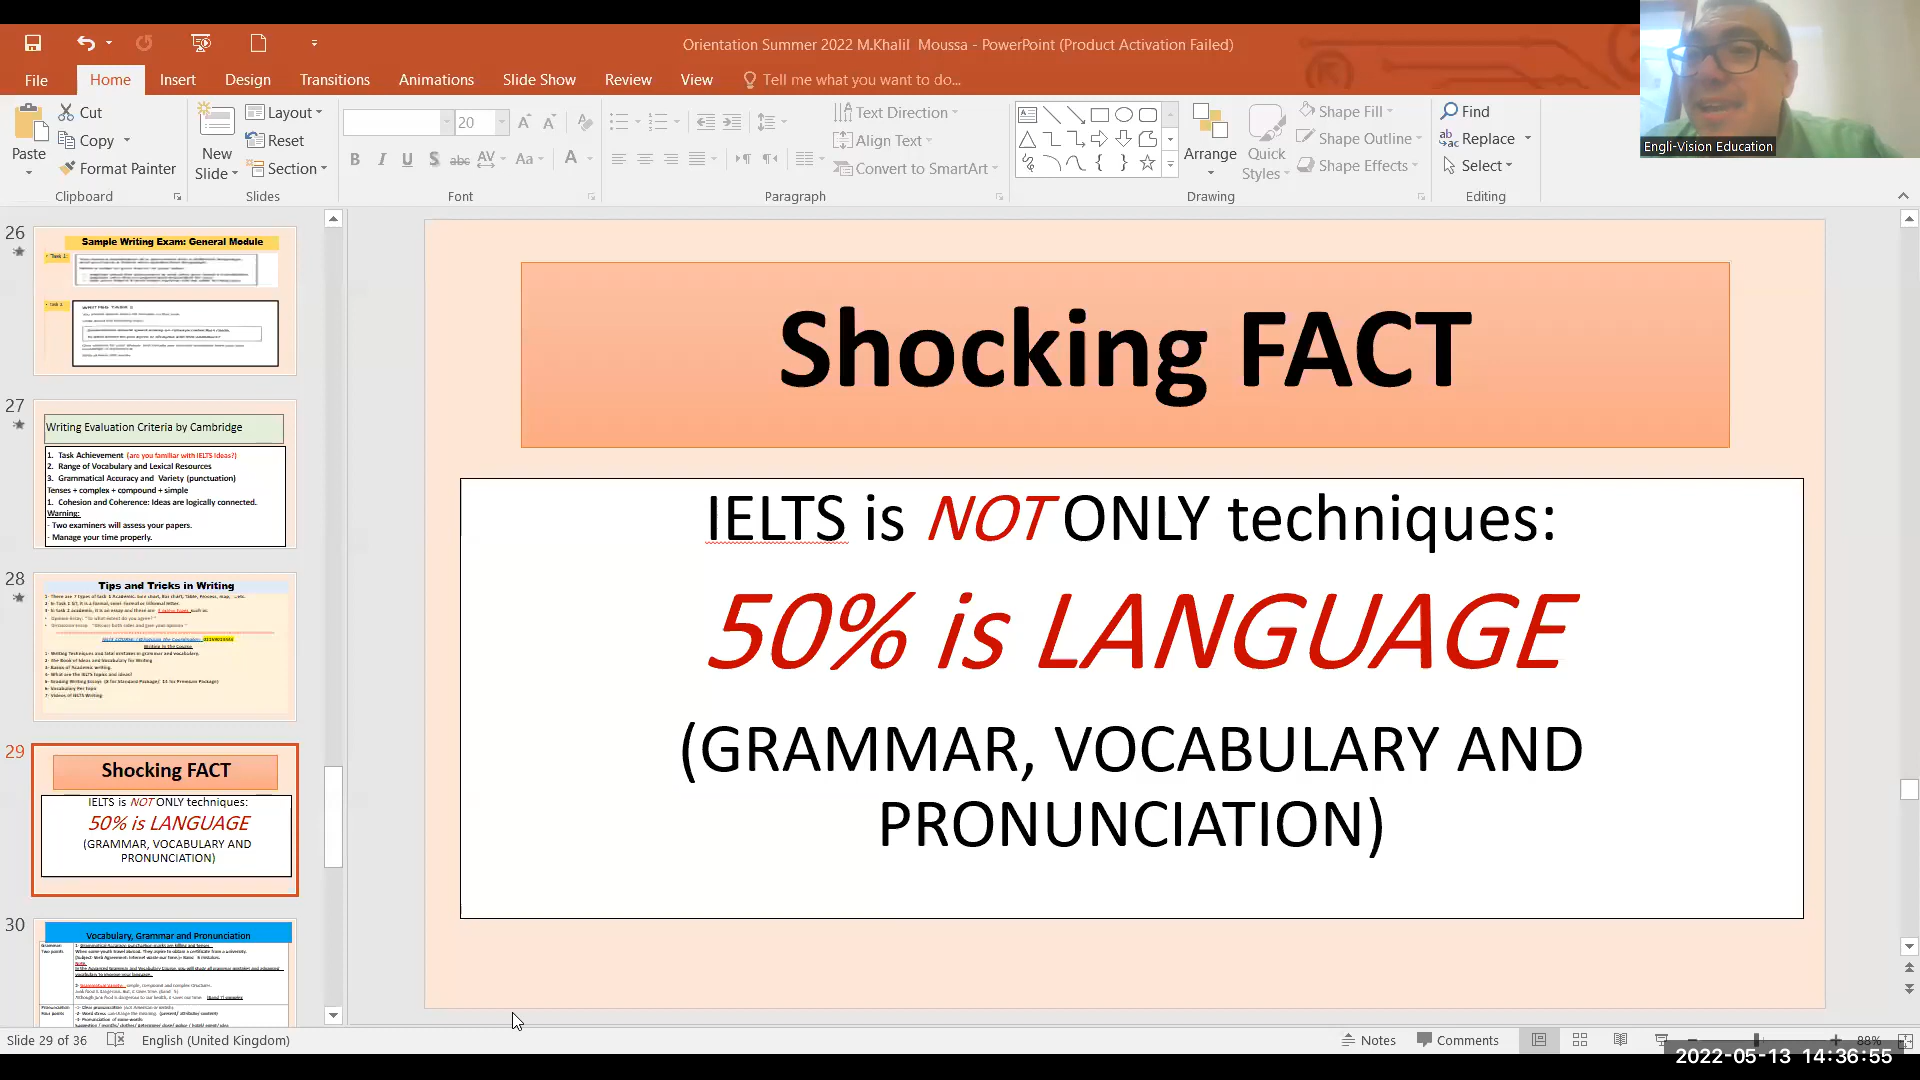 Orientation Summer 2022 M.Khalil Moussa - PowerPoint (Product Activation Failed)
File Home Insert Design Transitions Animations Slide Show Review View Tell me what you want to do...
Engli-Vision Education
Paste
Cut
Copy
Format Painter
Clipboard
New Slide
Layout
Reset
Section
Slides
20
B I U S abc AV Aa A
Font
Text Direction
Align Text
Convert to SmartArt
Paragraph
Arrange
Quick Styles
Shape Fill
Shape Outline
Shape Effects
Drawing
Find
Replace
Select
Editing
26
Sample Writing Exam: General Module
27
Writing Evaluation Criteria by Cambridge
1. Task Achievement (are you familiar with IELTS Ideas?)
2. Range of Vocabulary and Lexical Resources
3. Grammatical Accuracy and Variety (punctuation)
Tenses + complex + compound + simple
1. Cohesion and Coherence: Ideas are logically connected.
Warning:
- Two examiners will assess your papers.
- Manage your time properly.
28
Tips and Tricks in Writing
29
Shocking FACT
IELTS is NOT ONLY techniques:
50% is LANGUAGE
(GRAMMAR, VOCABULARY AND
PRONUNCIATION)
30
Vocabulary, Grammar and Pronunciation
Shocking FACT
IELTS is NOT ONLY techniques:
50% is LANGUAGE
(GRAMMAR, VOCABULARY AND
PRONUNCIATION)
Slide 29 of 36 English (United Kingdom) Notes Comments 88%
2022-05-13 14:36:55